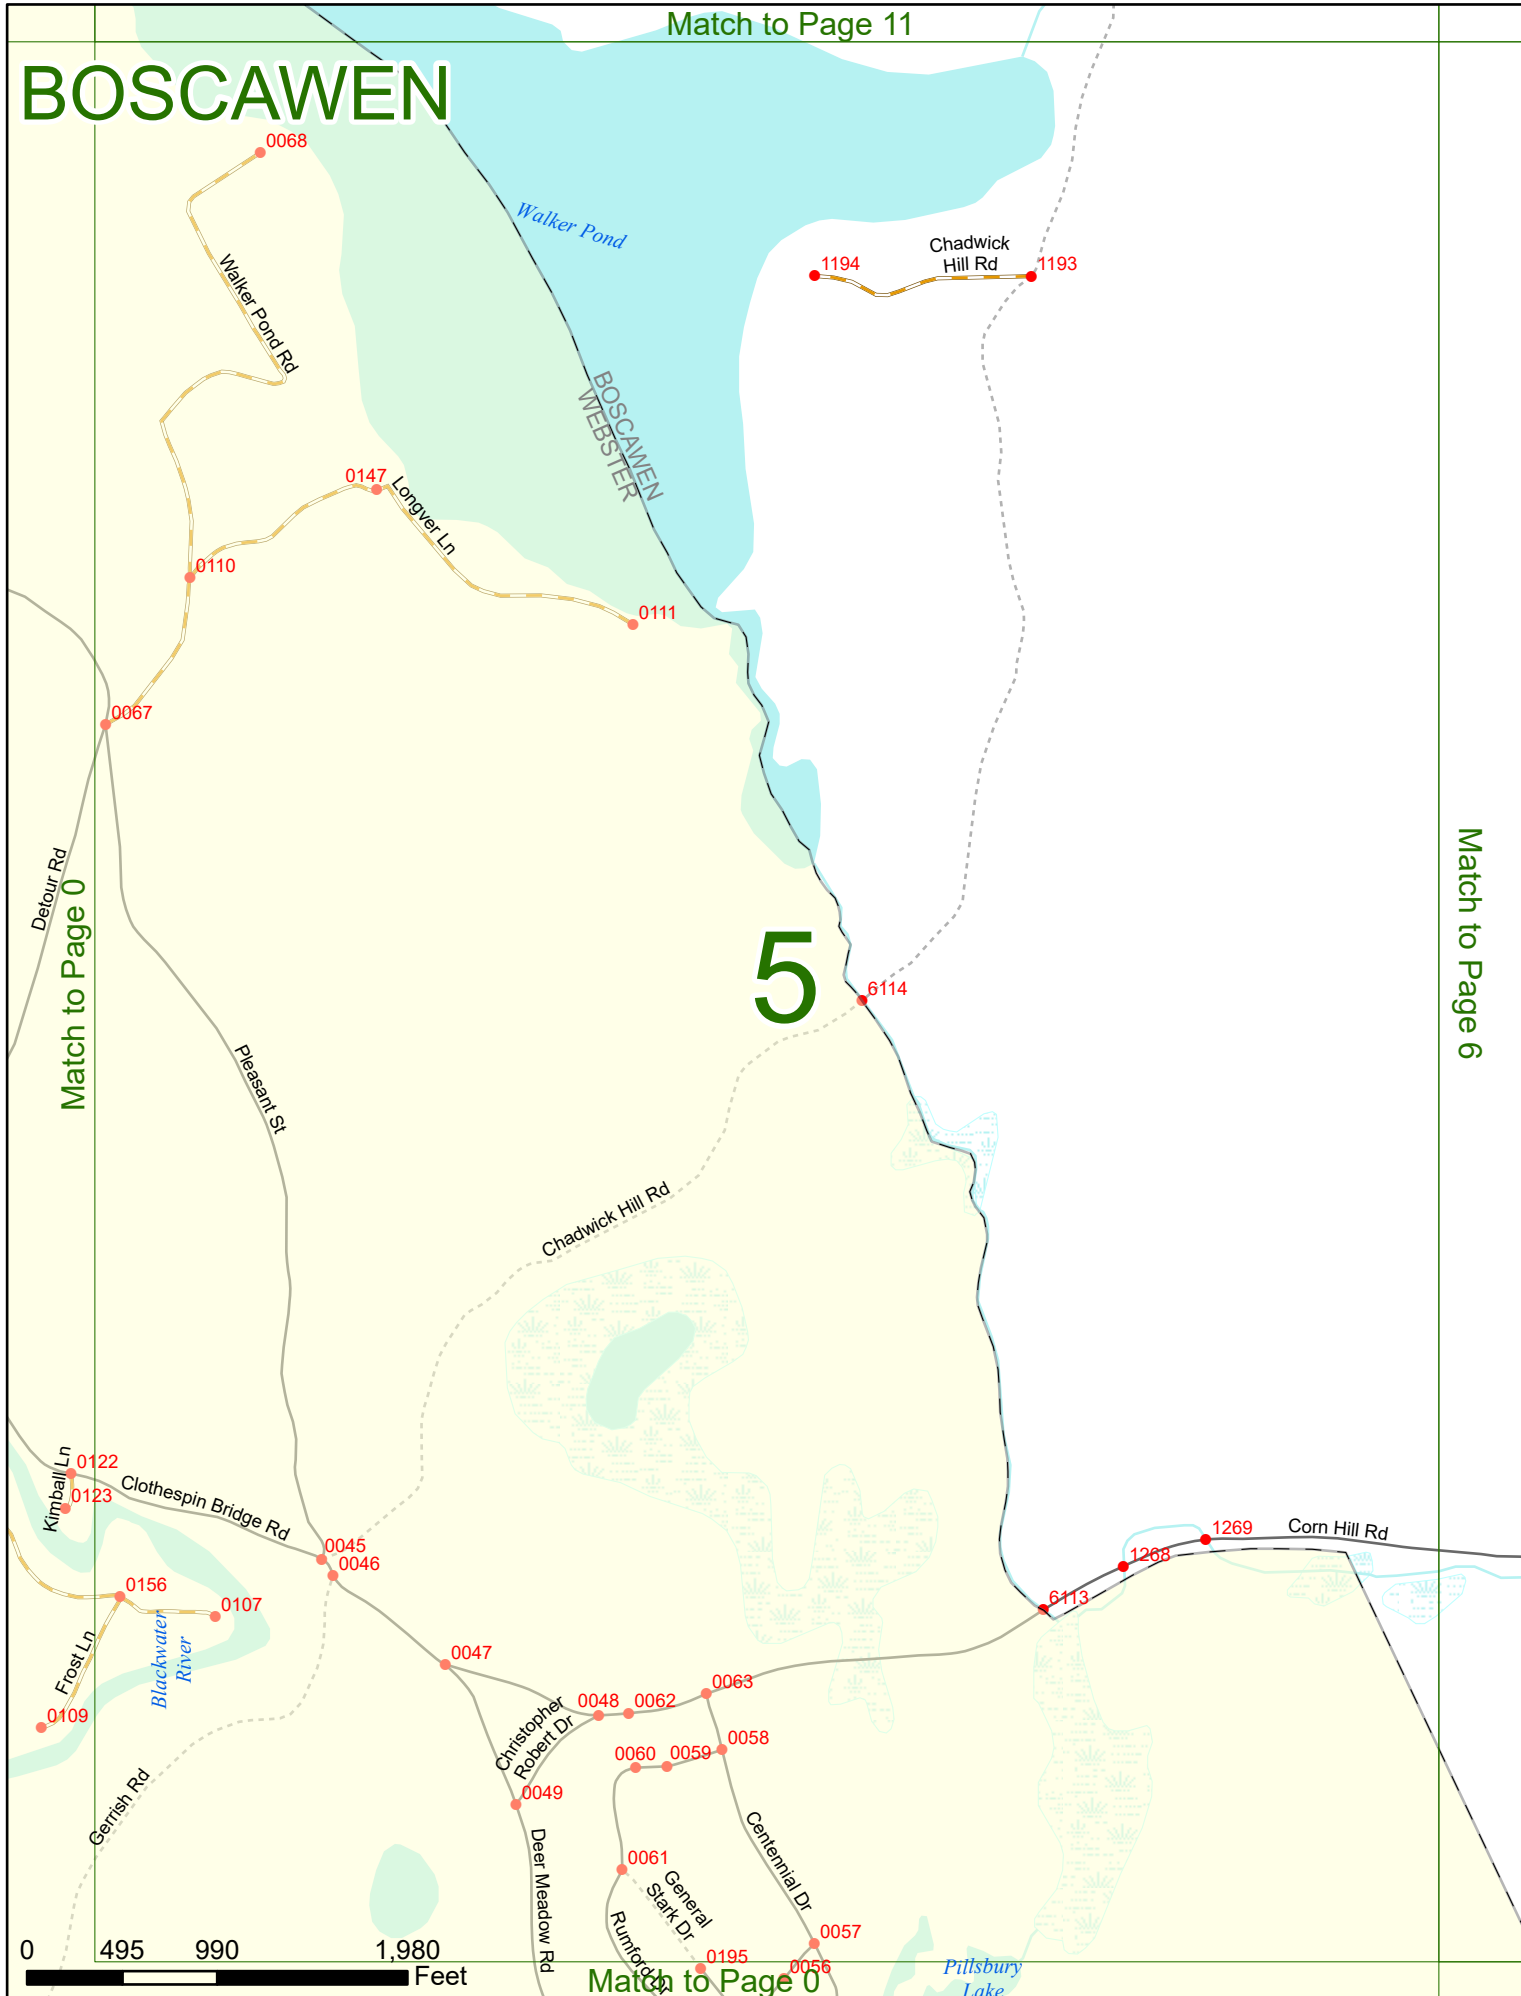 Match to Page 11
BOSCAWEN
0068
Walker Pond
Chadwick
Hill Rd
1194
1193
Walker Pond Rd
BOSCAWEN
WEBSTER
0147
Longver Ln
0110
0111
0067
Detour Rd
Match to Page 0
Match to Page 6
5
6114
Pleasant St
Chadwick Hill Rd
Kimball Ln
0122
0123
Clothespin Bridge Rd
0045
0046
1269
Corn Hill Rd
1268
6113
0156
0107
Frost Ln
Blackwater
River
0109
0047
Christopher
Robert Dr
0048
0062
0063
0058
0060
0059
0049
Gerrish Rd
Deer Meadow Rd
0061
General
Stark Dr
Centennial Dr
Rumford Dr
0057
0195
0056
Pillsbury
Lake
0
495
990
1,980
Feet
Match to Page 0